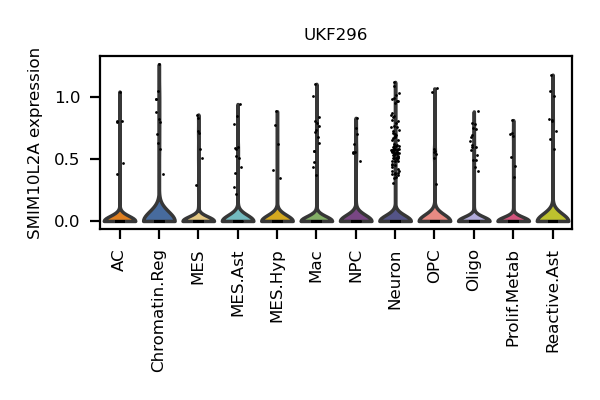 UKF296
SMIM10L2A expression
1.0
0.5
0.0
AC
Chromatin.Reg
MES
MES.Ast
MES.Hyp
Mac
NPC
Neuron
OPC
Oligo
Prolif.Metab
Reactive.Ast